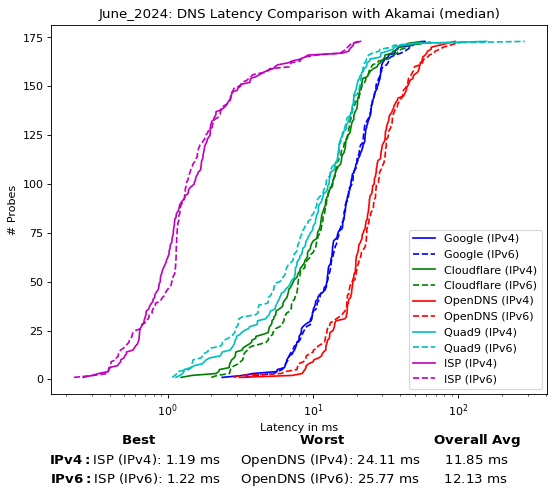 June_2024: DNS Latency Comparison with Akamai (median)
175
150
125
100
75
50
25
0
# Probes
Google (IPv4)
Google (IPv6)
Cloudflare (IPv4)
Cloudflare (IPv6)
OpenDNS (IPv4)
OpenDNS (IPv6)
Quad9 (IPv4)
Quad9 (IPv6)
ISP (IPv4)
ISP (IPv6)
10⁰ 10¹ 10²
Latency in ms
Best Worst Overall Avg
IPv4: ISP (IPv4): 1.19 ms OpenDNS (IPv4): 24.11 ms 11.85 ms
IPv6: ISP (IPv6): 1.22 ms OpenDNS (IPv6): 25.77 ms 12.13 ms